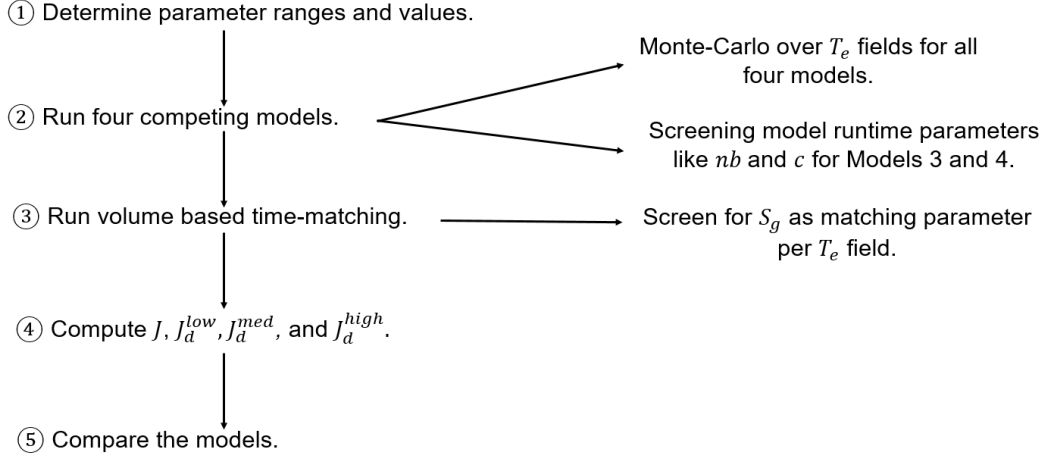 ① Determine parameter ranges and values.
Monte-Carlo over T_e fields for all
four models.
② Run four competing models.
Screening model runtime parameters
like nb and c for Models 3 and 4.
③ Run volume based time-matching.
Screen for S_g as matching parameter
per T_e field.
④ Compute J, J_d^{low}, J_d^{med}, and J_d^{high}.
⑤ Compare the models.